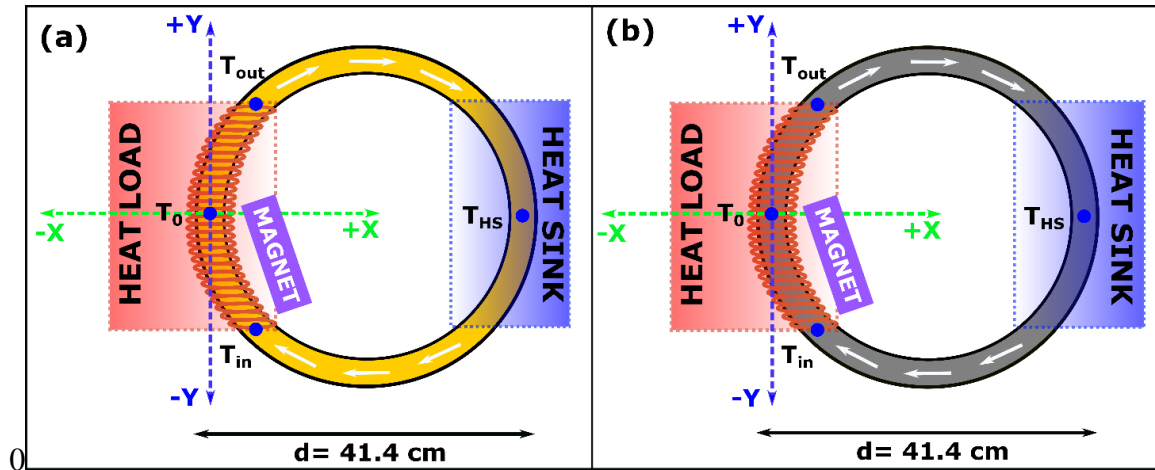 (a)
+Y
T_out
HEAT LOAD
T_0
MAGNET
-X
+X
T_HS
HEAT SINK
T_in
-Y
d= 41.4 cm
(b)
+Y
T_out
HEAT LOAD
T_0
MAGNET
-X
+X
T_HS
HEAT SINK
T_in
-Y
d= 41.4 cm
0